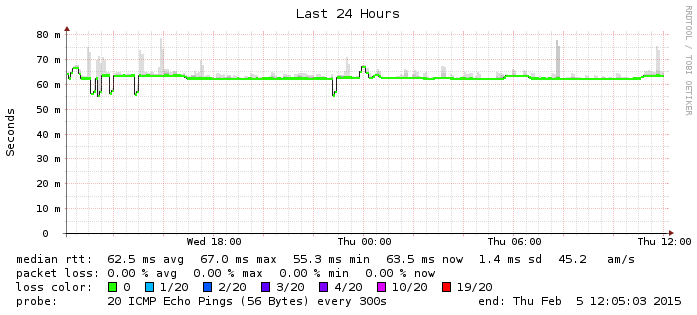 Last 24 Hours
RRDTOOL / TOBI OETIKER
Seconds
80 m
70 m
60 m
50 m
40 m
30 m
20 m
10 m
0
Wed 18:00 Thu 00:00 Thu 06:00 Thu 12:00
median rtt: 62.5 ms avg 67.0 ms max 55.3 ms min 63.5 ms now 1.4 ms sd 45.2 am/s
packet loss: 0.00 % avg 0.00 % max 0.00 % min 0.00 % now
loss color: 0 1/20 2/20 3/20 4/20 10/20 19/20
probe: 20 ICMP Echo Pings (56 Bytes) every 300s end: Thu Feb 5 12:05:03 2015